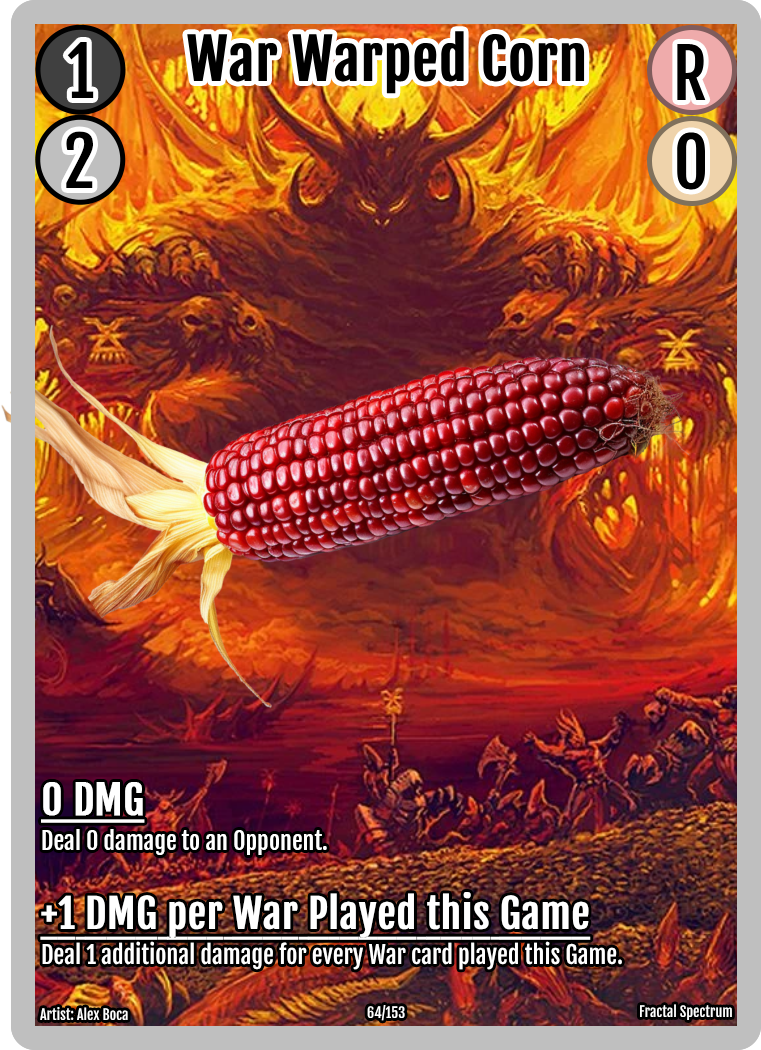 1
War Warped Corn
R
2
0
0 DMG
Deal 0 damage to an Opponent.
+1 DMG per War Played this Game
Deal 1 additional damage for every War card played this Game.
Artist: Alex Boca
64/153
Fractal Spectrum